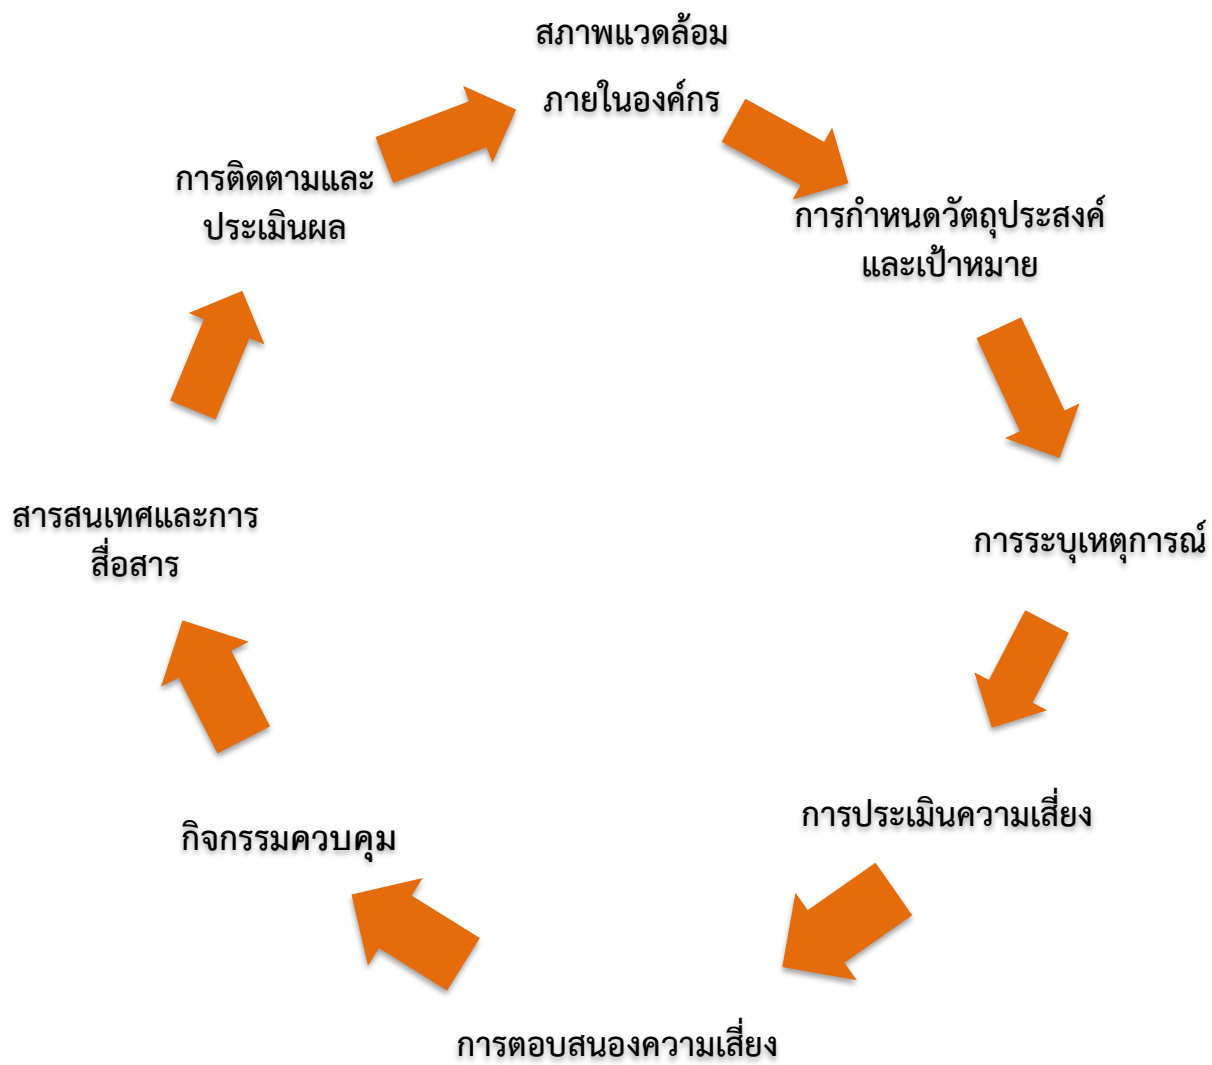 สภาพแวดล้อม
ภายในองค์กร
การกำหนดวัตถุประสงค์
และเป้าหมาย
การระบุเหตุการณ์
การประเมินความเสี่ยง
การตอบสนองความเสี่ยง
กิจกรรมควบคุม
สารสนเทศและการ
สื่อสาร
การติดตามและ
ประเมินผล